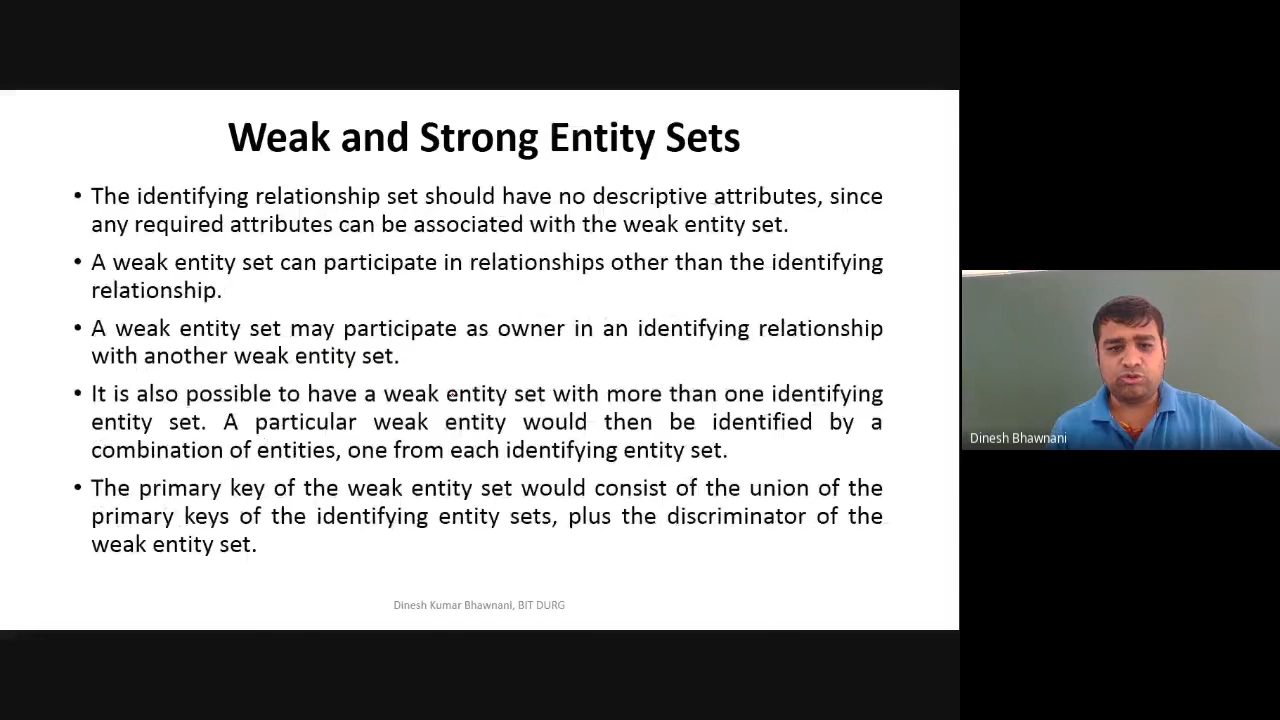 Weak and Strong Entity Sets
• The identifying relationship set should have no descriptive attributes, since
any required attributes can be associated with the weak entity set.
• A weak entity set can participate in relationships other than the identifying
relationship.
• A weak entity set may participate as owner in an identifying relationship
with another weak entity set.
• It is also possible to have a weak entity set with more than one identifying
entity set. A particular weak entity would then be identified by a
combination of entities, one from each identifying entity set.
• The primary key of the weak entity set would consist of the union of the
primary keys of the identifying entity sets, plus the discriminator of the
weak entity set.
Dinesh Kumar Bhawnani, BIT DURG
Dinesh Bhawnani